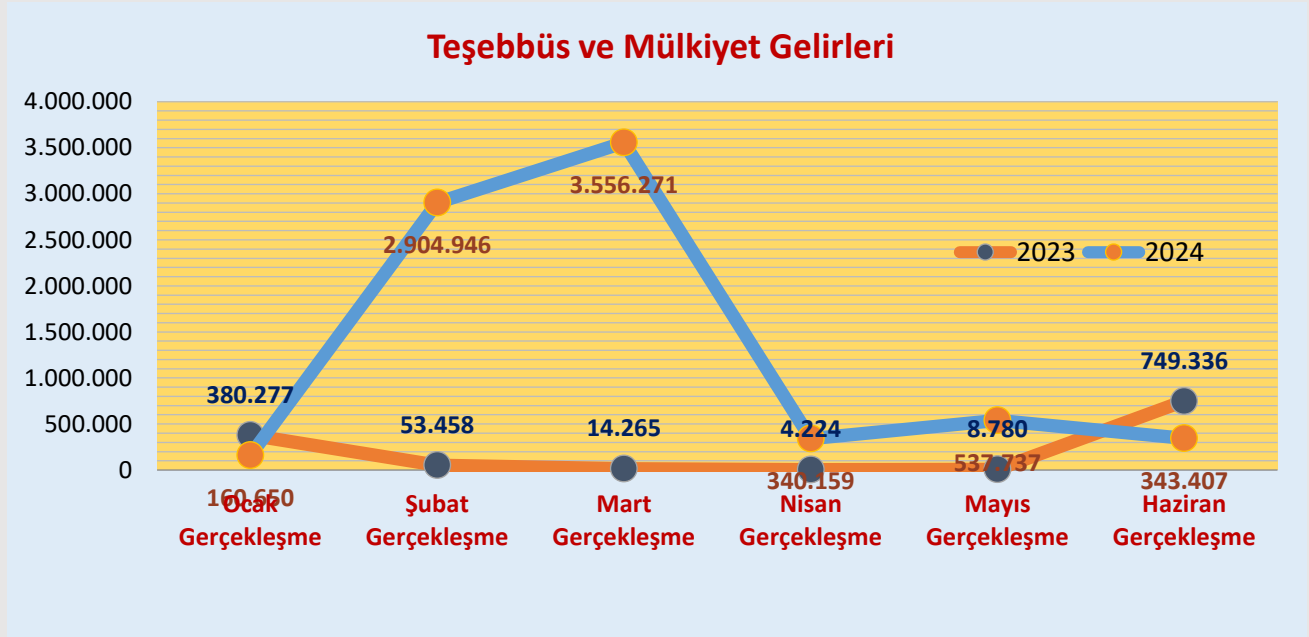 Teşebbüs ve Mülkiyet Gelirleri
4.000.000
3.500.000
3.000.000
2.500.000
2.000.000
1.500.000
1.000.000
500.000
0
3.556.271
2.904.946
2023 2024
380.277 53.458 14.265 4.224 8.780 749.336
160.650 340.159 537.737 343.407
Ocak Şubat Mart Nisan Mayıs Haziran
Gerçekleşme Gerçekleşme Gerçekleşme Gerçekleşme Gerçekleşme Gerçekleşme